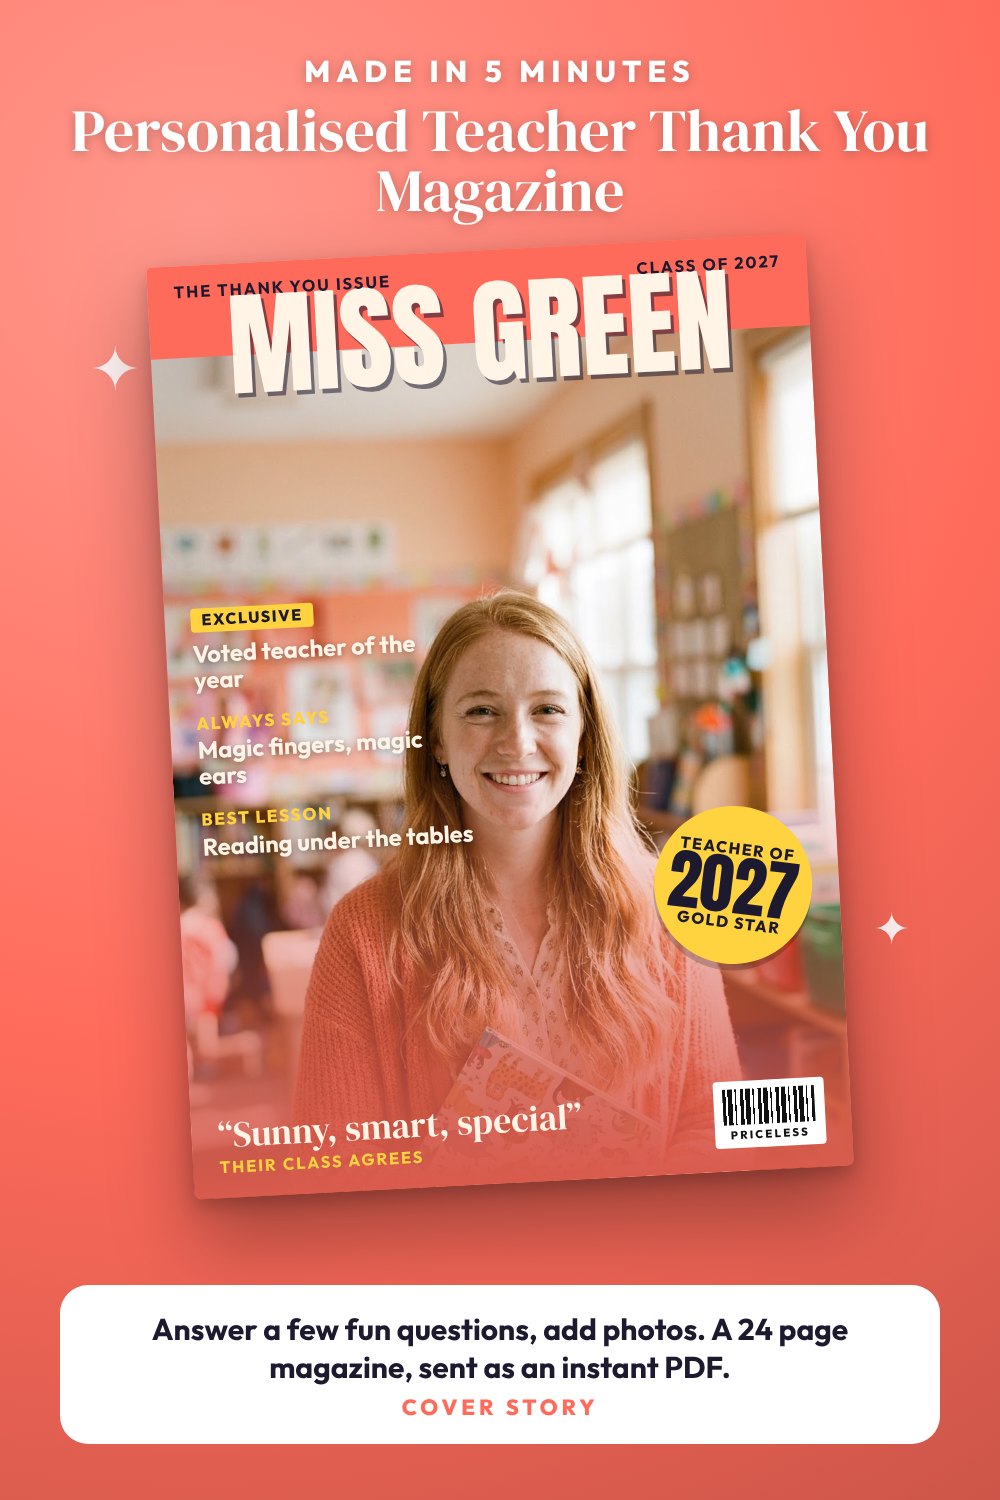 MADE IN 5 MINUTES
Personalised Teacher Thank You
Magazine
THE THANK YOU ISSUE
CLASS OF 2027
MISS GREEN
EXCLUSIVE
Voted teacher of the
year
ALWAYS SAYS
Magic fingers, magic
ears
BEST LESSON
Reading under the tables
TEACHER OF
2027
GOLD STAR
“Sunny, smart, special”
THEIR CLASS AGREES
PRICELESS
Answer a few fun questions, add photos. A 24 page
magazine, sent as an instant PDF.
COVER STORY